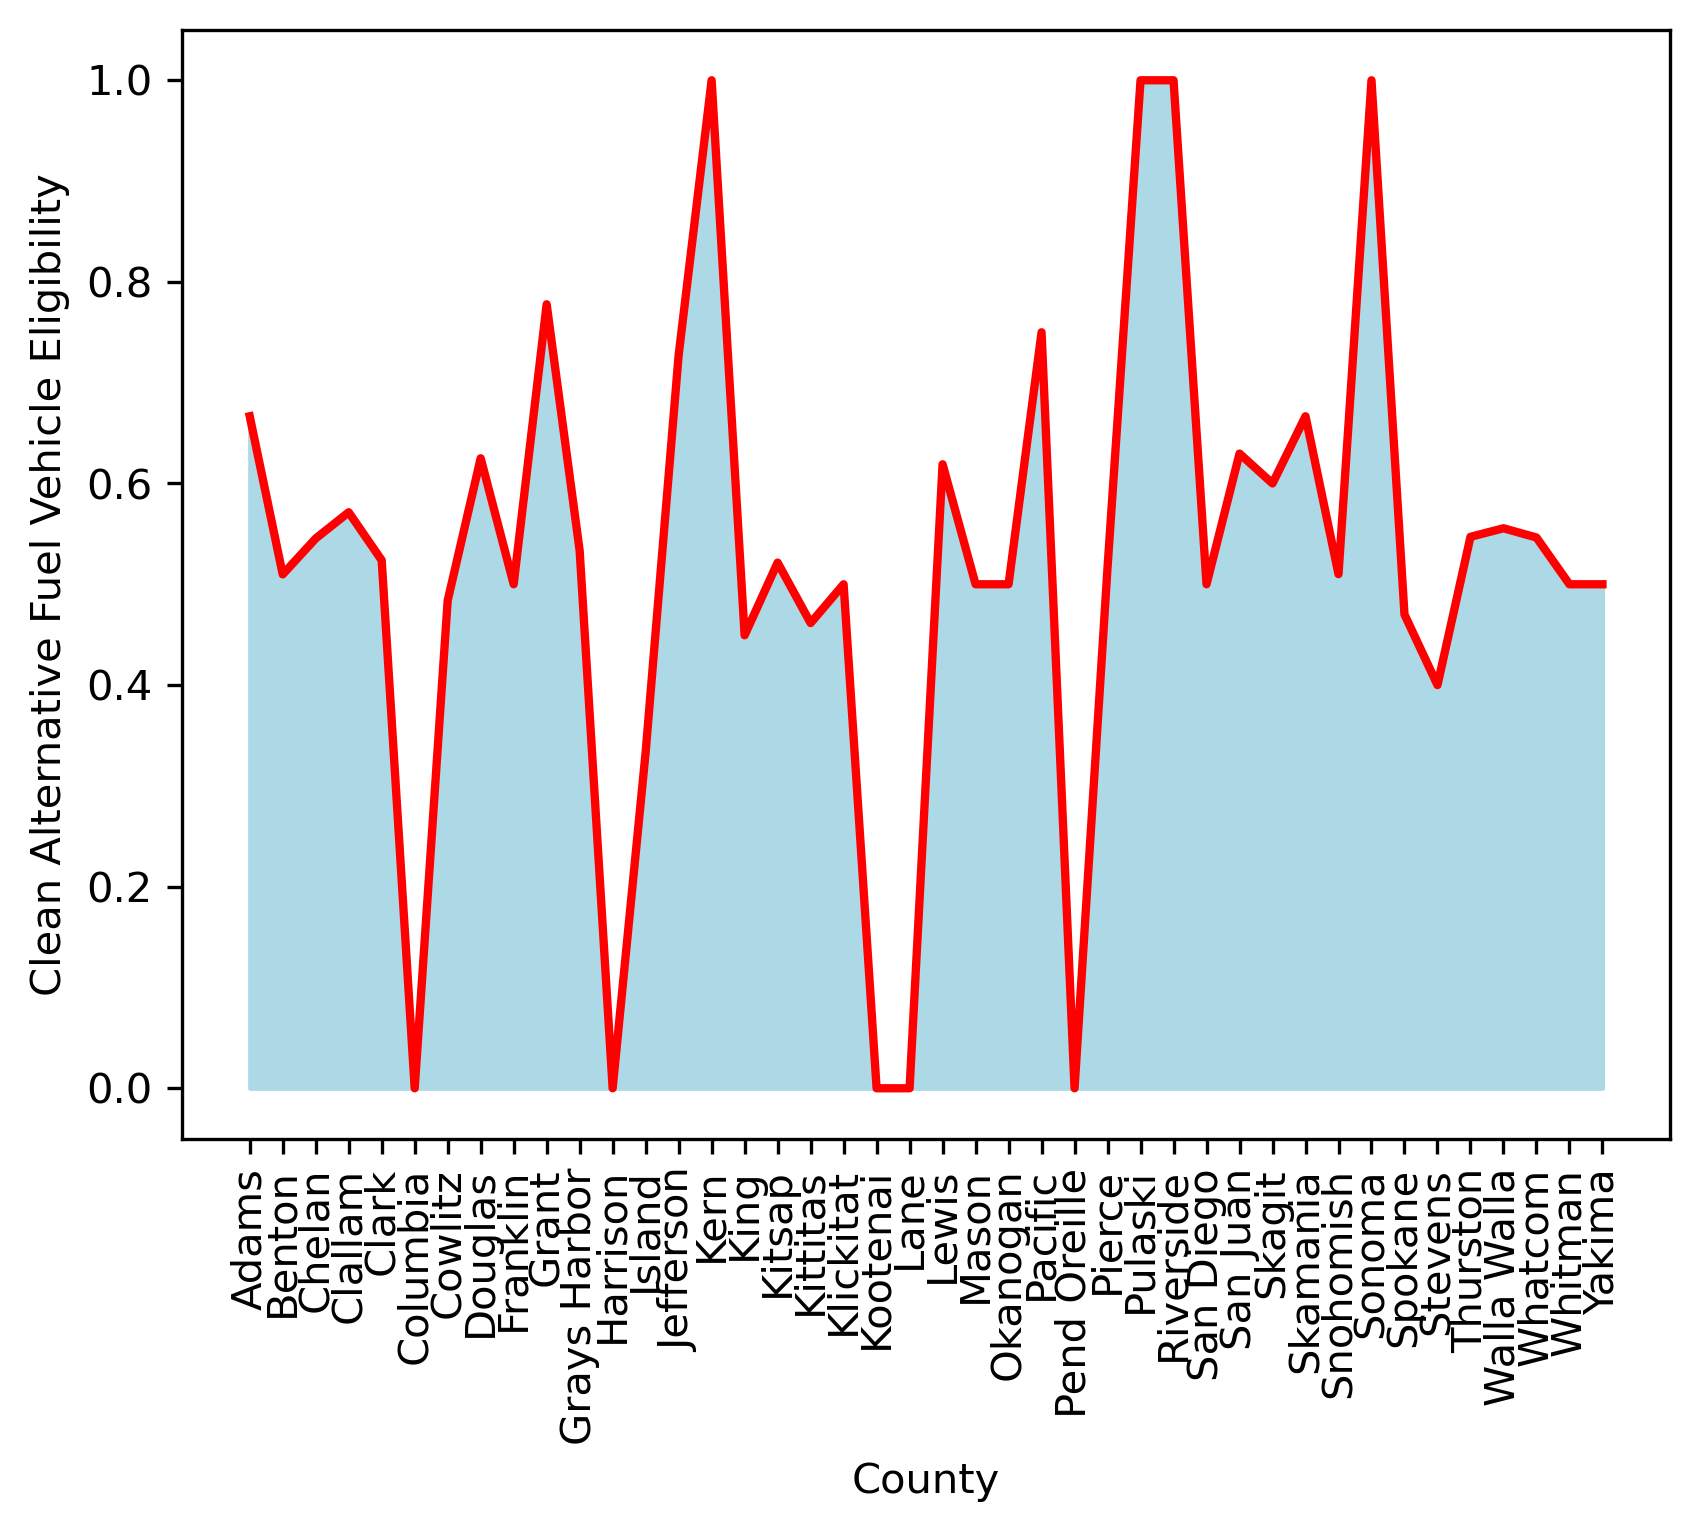 Clean Alternative Fuel Vehicle Eligibility
1.0
0.8
0.6
0.4
0.2
0.0
Adams
Benton
Chelan
Clallam
Clark
Columbia
Cowlitz
Douglas
Franklin
Grant
Grays Harbor
Harrison
Island
Jefferson
Kern
King
Kitsap
Kittitas
Klickitat
Kootenai
Lane
Lewis
Mason
Okanogan
Pacific
Pend Oreille
Pierce
Pulaski
Riverside
San Diego
San Juan
Skagit
Skamania
Snohomish
Sonoma
Spokane
Stevens
Thurston
Walla Walla
Whatcom
Whitman
Yakima
County